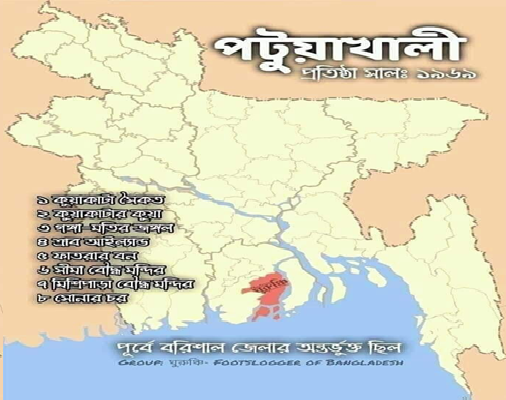 পটুয়াখালী
প্রতিষ্ঠা সালঃ ১৯৬৯
১ কুয়াকাটা সৈকত
২ কুয়াকাটার কুয়া
৩ গঙ্গা-মতির জঙ্গল
৪ ক্রাব আইল্যান্ড
৫ ফাতরার বন
৬ সীমা বৌদ্ধ মন্দির
৭ মিশ্রিপাড়া বৌদ্ধ মন্দির
৮ সোনার চর
পূর্বে বরিশাল জেলার অন্তর্ভূক্ত ছিল
Group: মুরুব্বি- Footslogger of Bangladesh